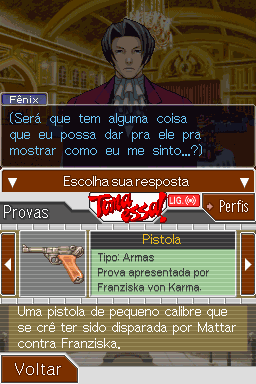 Fênix
(Será que tem alguma coisa
que eu possa dar pra ele pra
mostrar como eu me sinto...?)
Escolha sua resposta
Provas
Toma essa!
LIG.
Perfis
Pistola
Tipo: Armas
Prova apresentada por
Franziska von Karma.
Uma pistola de pequeno calibre que
se crê ter sido disparada por Mattar
contra Franziska.
Voltar